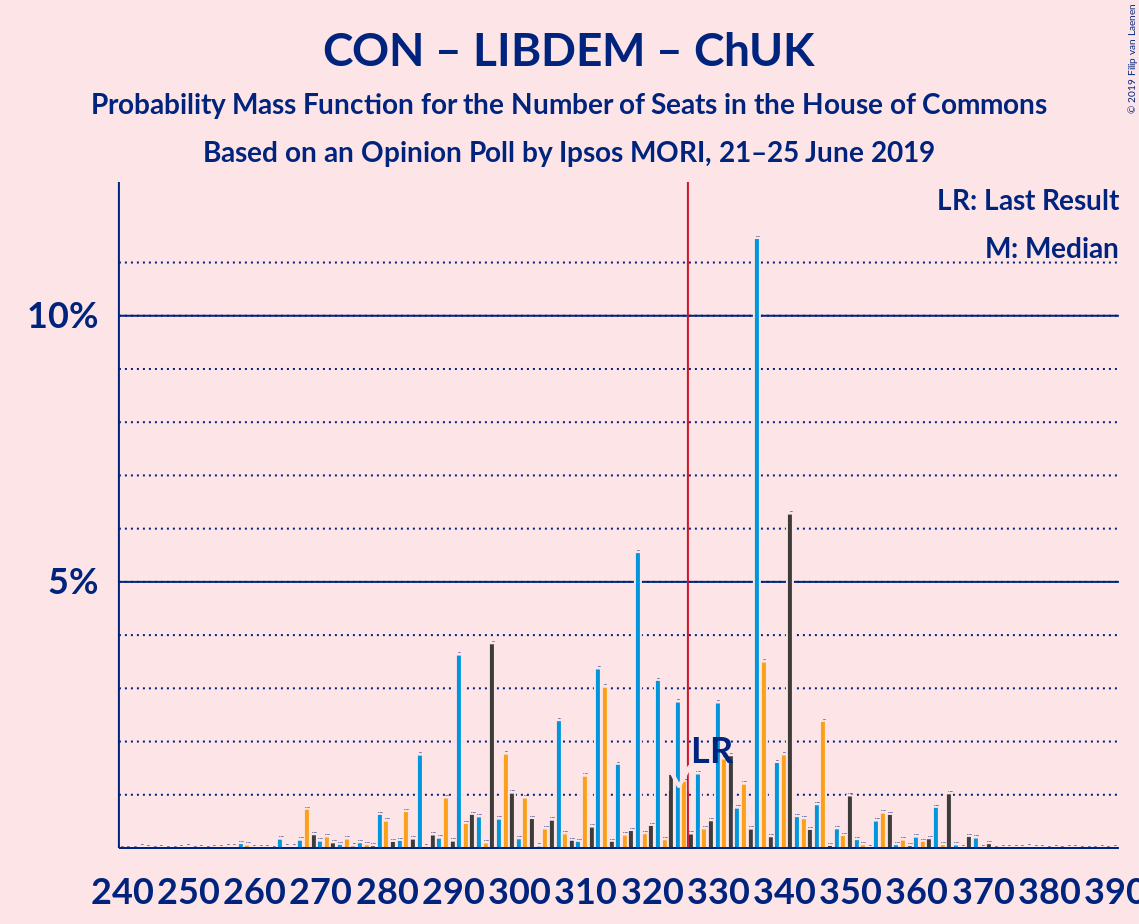 CON – LIBDEM – ChUK
Probability Mass Function for the Number of Seats in the House of Commons
Based on an Opinion Poll by Ipsos MORI, 21–25 June 2019
© 2019 Filip van Laenen
LR: Last Result
M: Median
10%
5%
LR
240 250 260 270 280 290 300 310 320 330 340 350 360 370 380 390